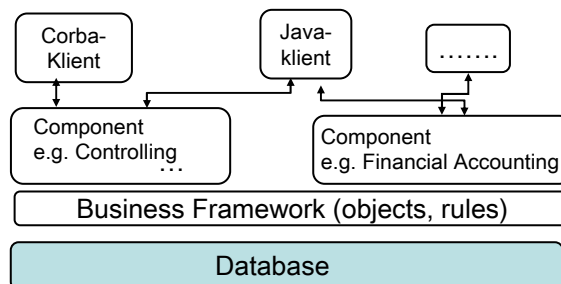 Corba-
Klient
Java-
klient
.......
Component
e.g. Controlling
...
Component
e.g. Financial Accounting
Business Framework (objects, rules)
Database